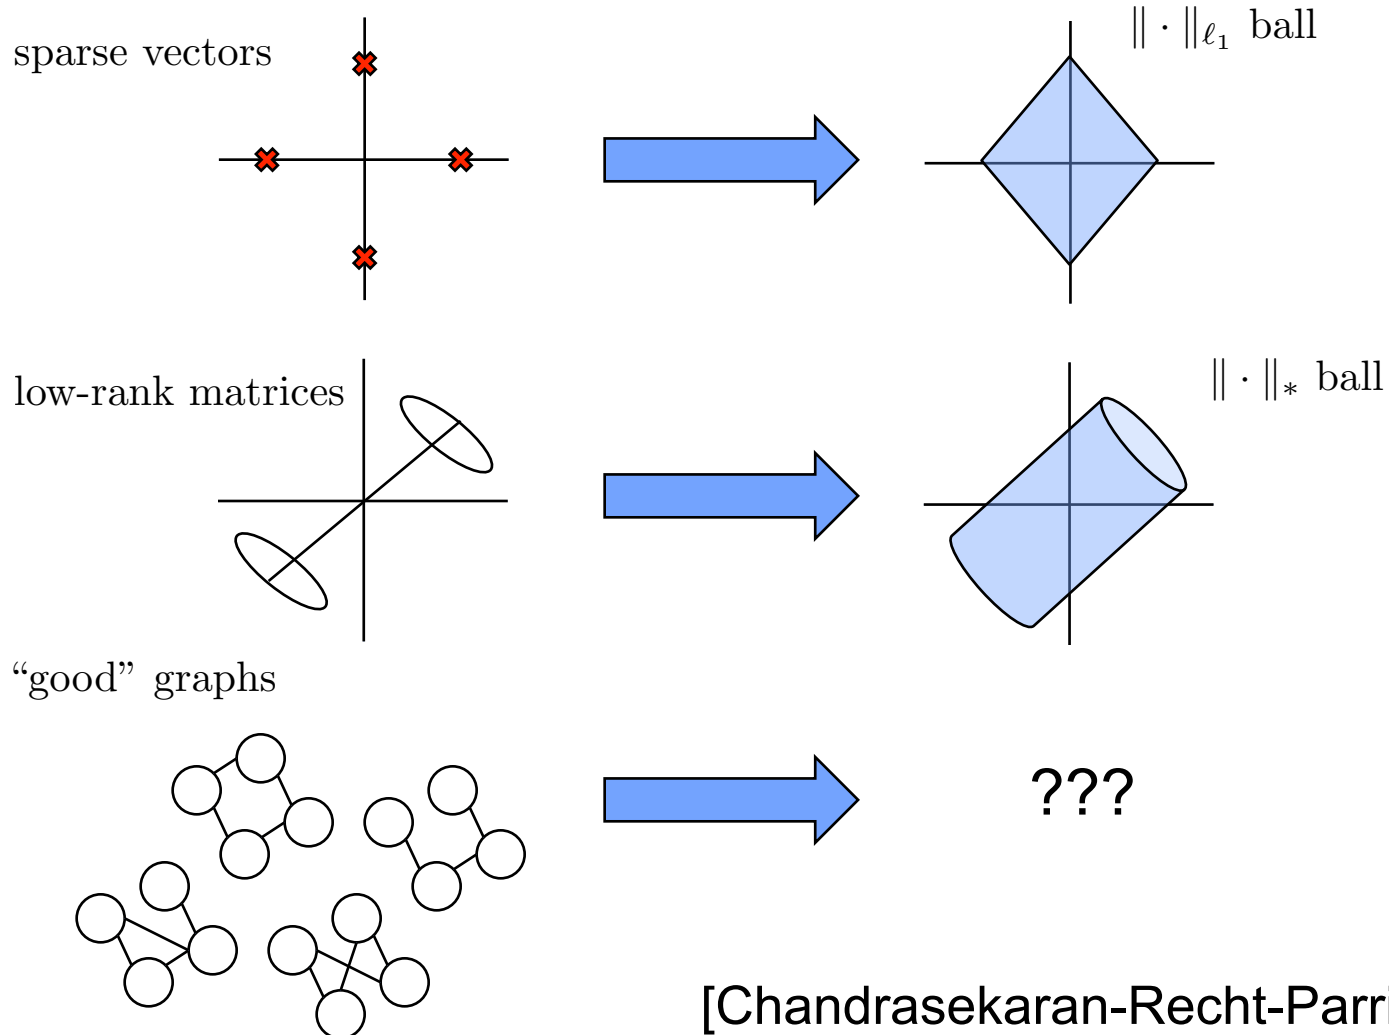 sparse vectors
‖ · ‖ℓ₁ ball
low-rank matrices
‖ · ‖∗ ball
“good” graphs
???
[Chandrasekaran-Recht-Parri